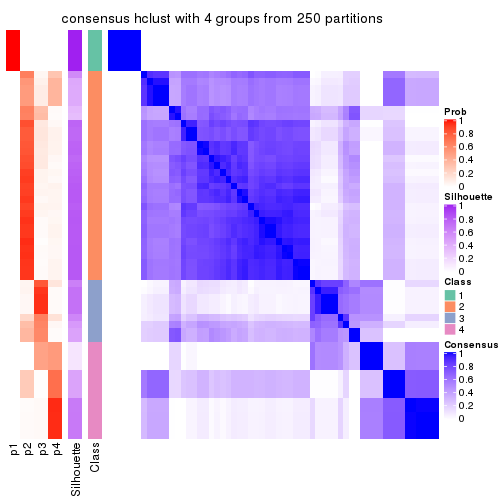 consensus hclust with 4 groups from 250 partitions
Prob
1
0.8
0.6
0.4
0.2
0
Silhouette
1
0.8
0.6
0.4
0.2
0
Class
1
2
3
4
Consensus
1
0.8
0.6
0.4
0.2
0
p1
p2
p3
p4
Silhouette
Class